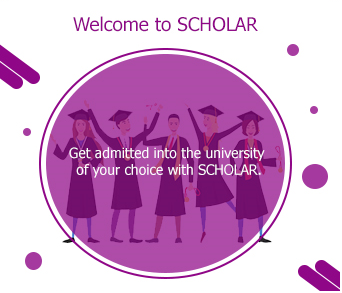 Welcome to SCHOLAR
Get admitted into the university
of your choice with SCHOLAR.